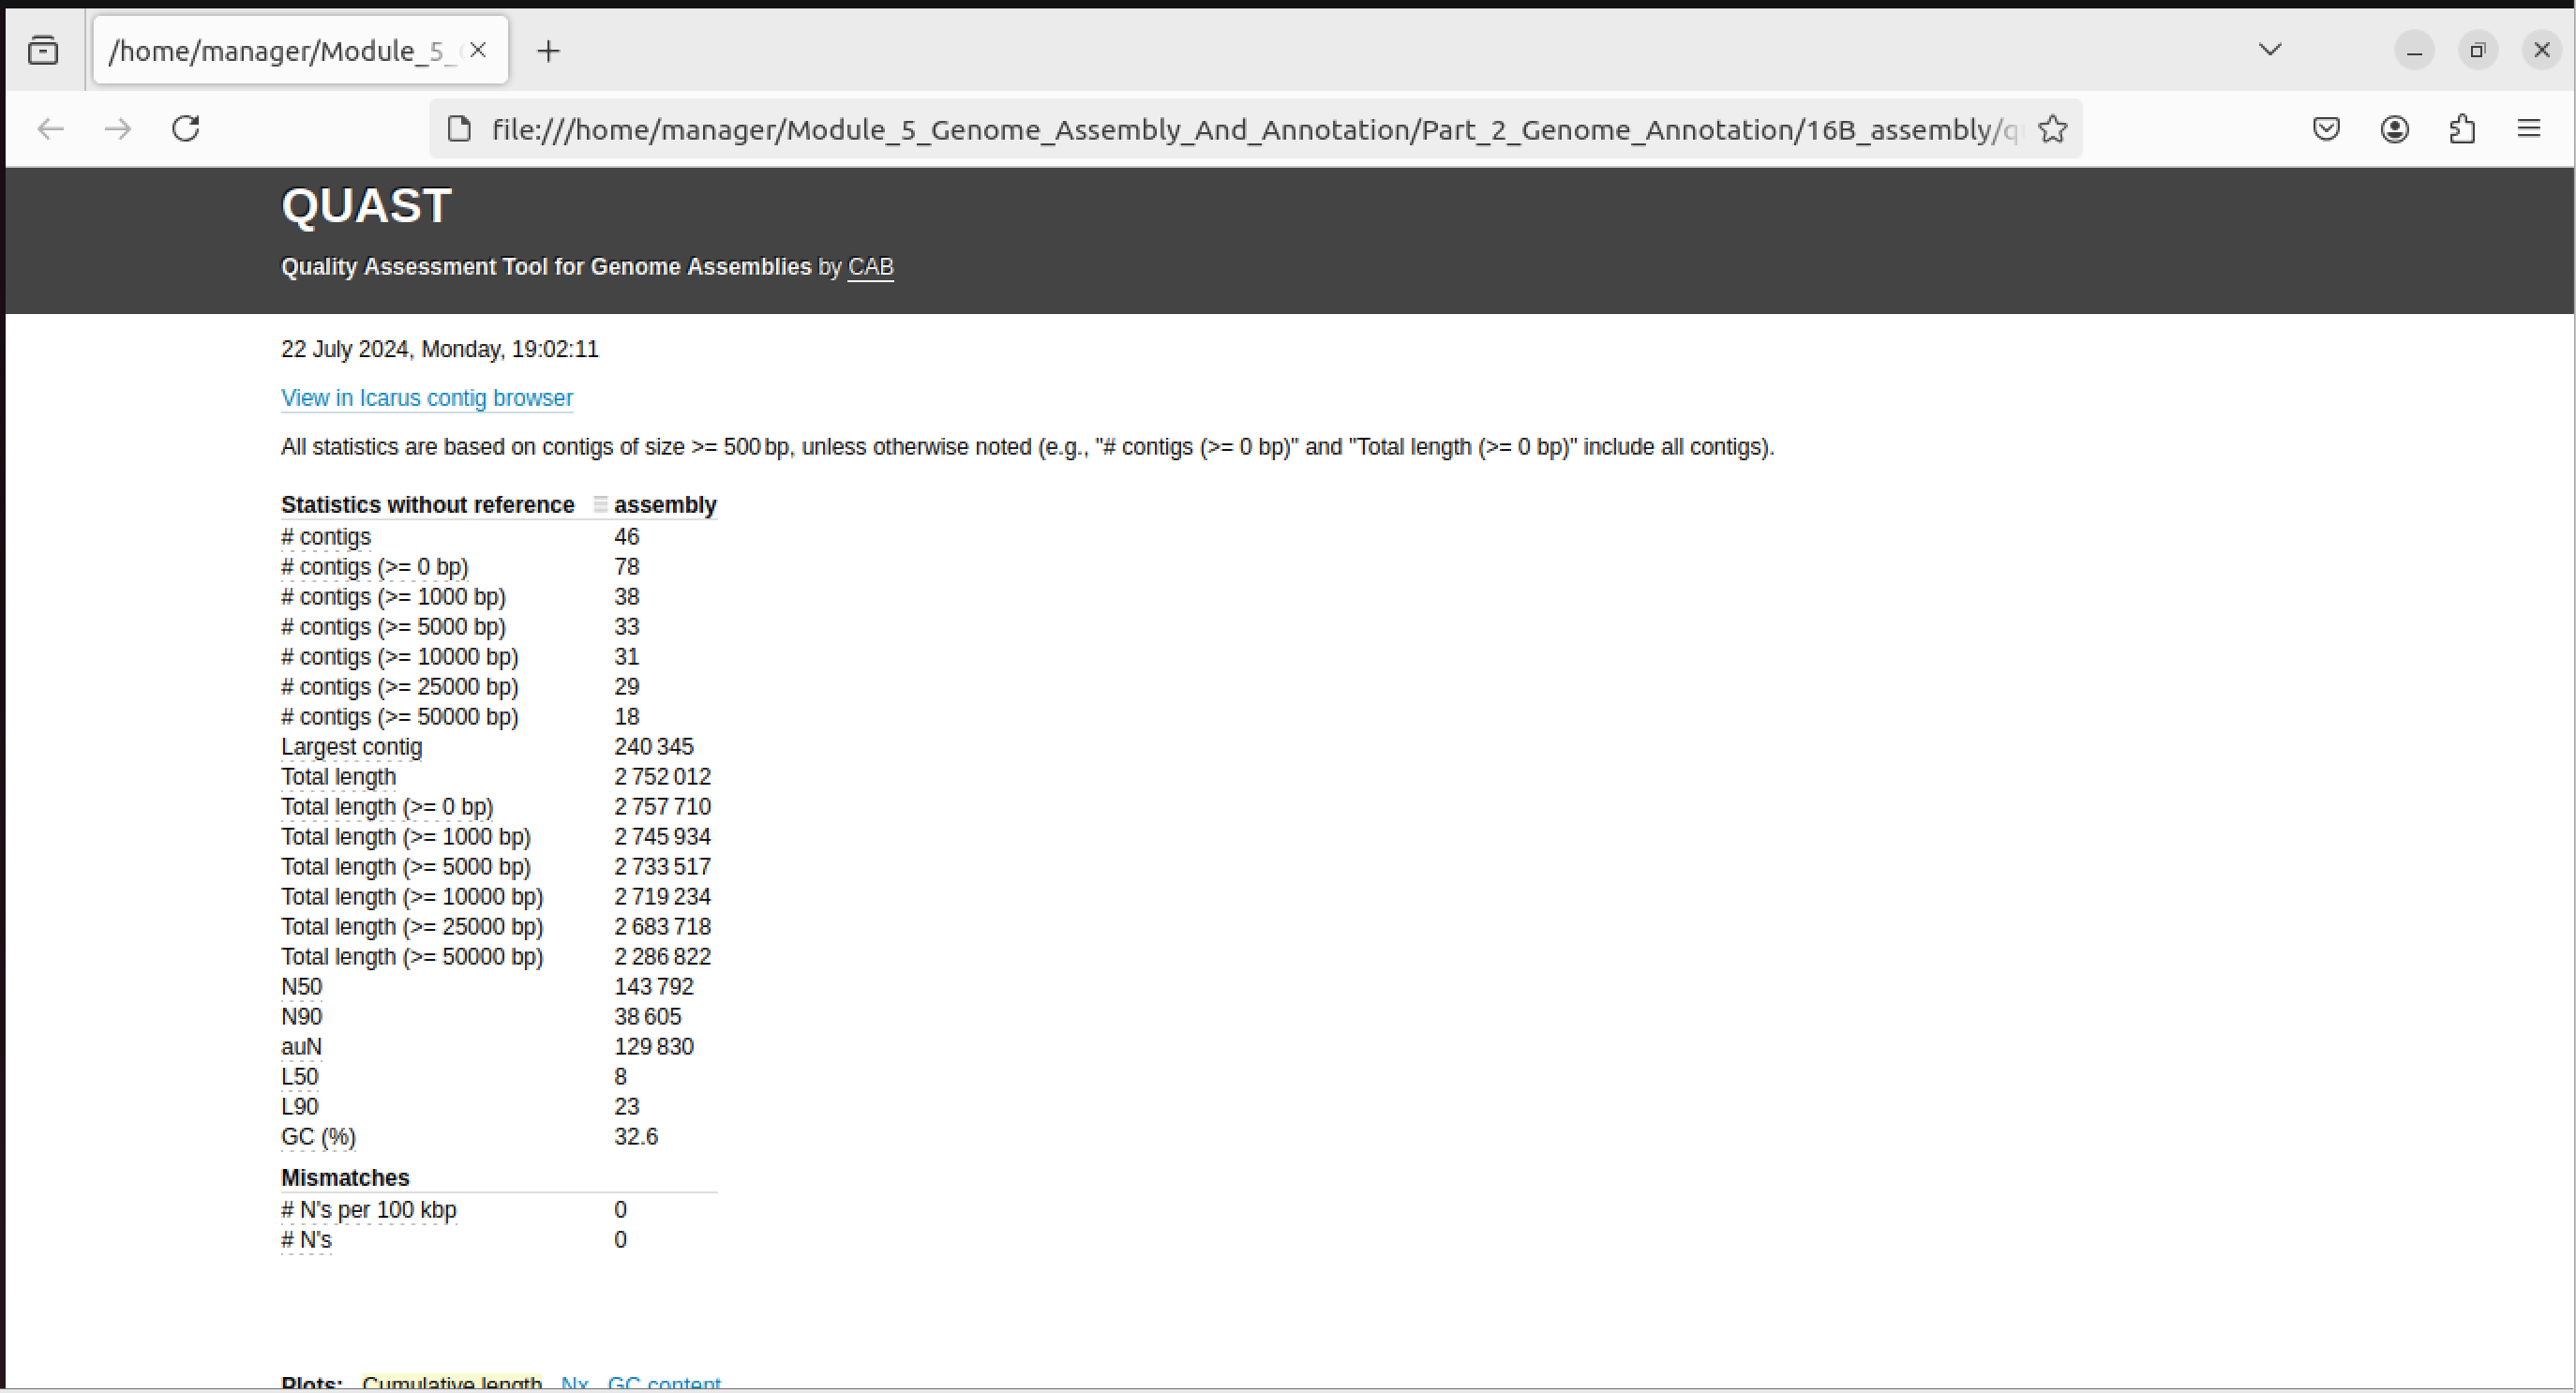 /home/manager/Module_5_
file:///home/manager/Module_5_Genome_Assembly_And_Annotation/Part_2_Genome_Annotation/16B_assembly/q
QUAST
Quality Assessment Tool for Genome Assemblies by CAB
22 July 2024, Monday, 19:02:11
View in Icarus contig browser
All statistics are based on contigs of size >= 500 bp, unless otherwise noted (e.g., "# contigs (>= 0 bp)" and "Total length (>= 0 bp)" include all contigs).
Statistics without reference assembly
# contigs 46
# contigs (>= 0 bp) 78
# contigs (>= 1000 bp) 38
# contigs (>= 5000 bp) 33
# contigs (>= 10000 bp) 31
# contigs (>= 25000 bp) 29
# contigs (>= 50000 bp) 18
Largest contig 240 345
Total length 2 752 012
Total length (>= 0 bp) 2 757 710
Total length (>= 1000 bp) 2 745 934
Total length (>= 5000 bp) 2 733 517
Total length (>= 10000 bp) 2 719 234
Total length (>= 25000 bp) 2 683 718
Total length (>= 50000 bp) 2 286 822
N50 143 792
N90 38 605
auN 129 830
L50 8
L90 23
GC (%) 32.6
Mismatches
# N's per 100 kbp 0
# N's 0
Plots: Cumulative length Nx GC content